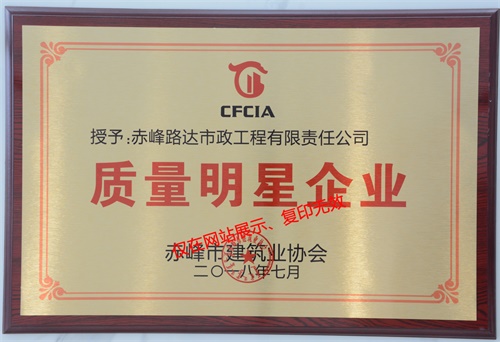 CFCIA
授予:赤峰路达市政工程有限责任公司
质量明星企业
仅在网站展示、复印无效
赤峰市建筑业协会
二〇一八年七月